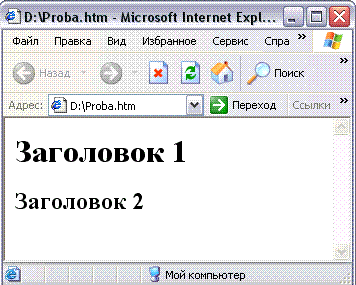 D:\Proba.htm - Microsoft Internet Expl...
Файл Правка Вид Избранное Сервис Спра »
Назад Поиск »
Адрес: D:\Proba.htm Переход Ссылки »
Заголовок 1
Заголовок 2
Мой компьютер